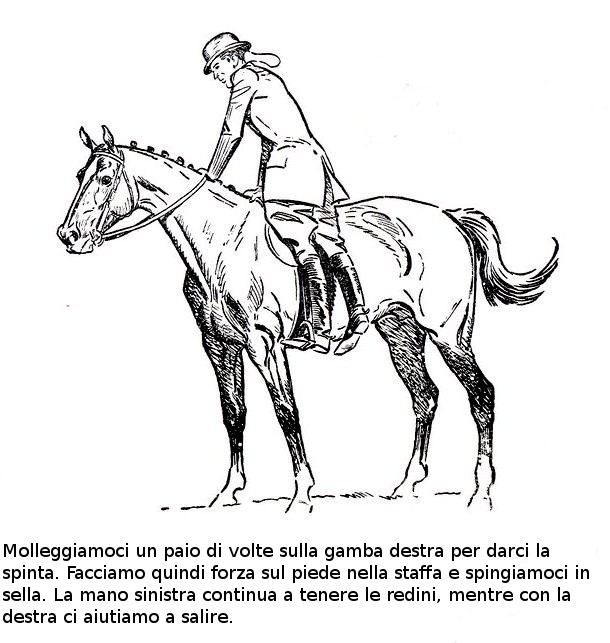 Molleggiamoci un paio di volte sulla gamba destra per darci la
spinta. Facciamo quindi forza sul piede nella staffa e spingiamoci in
sella. La mano sinistra continua a tenere le redini, mentre con la
destra ci aiutiamo a salire.